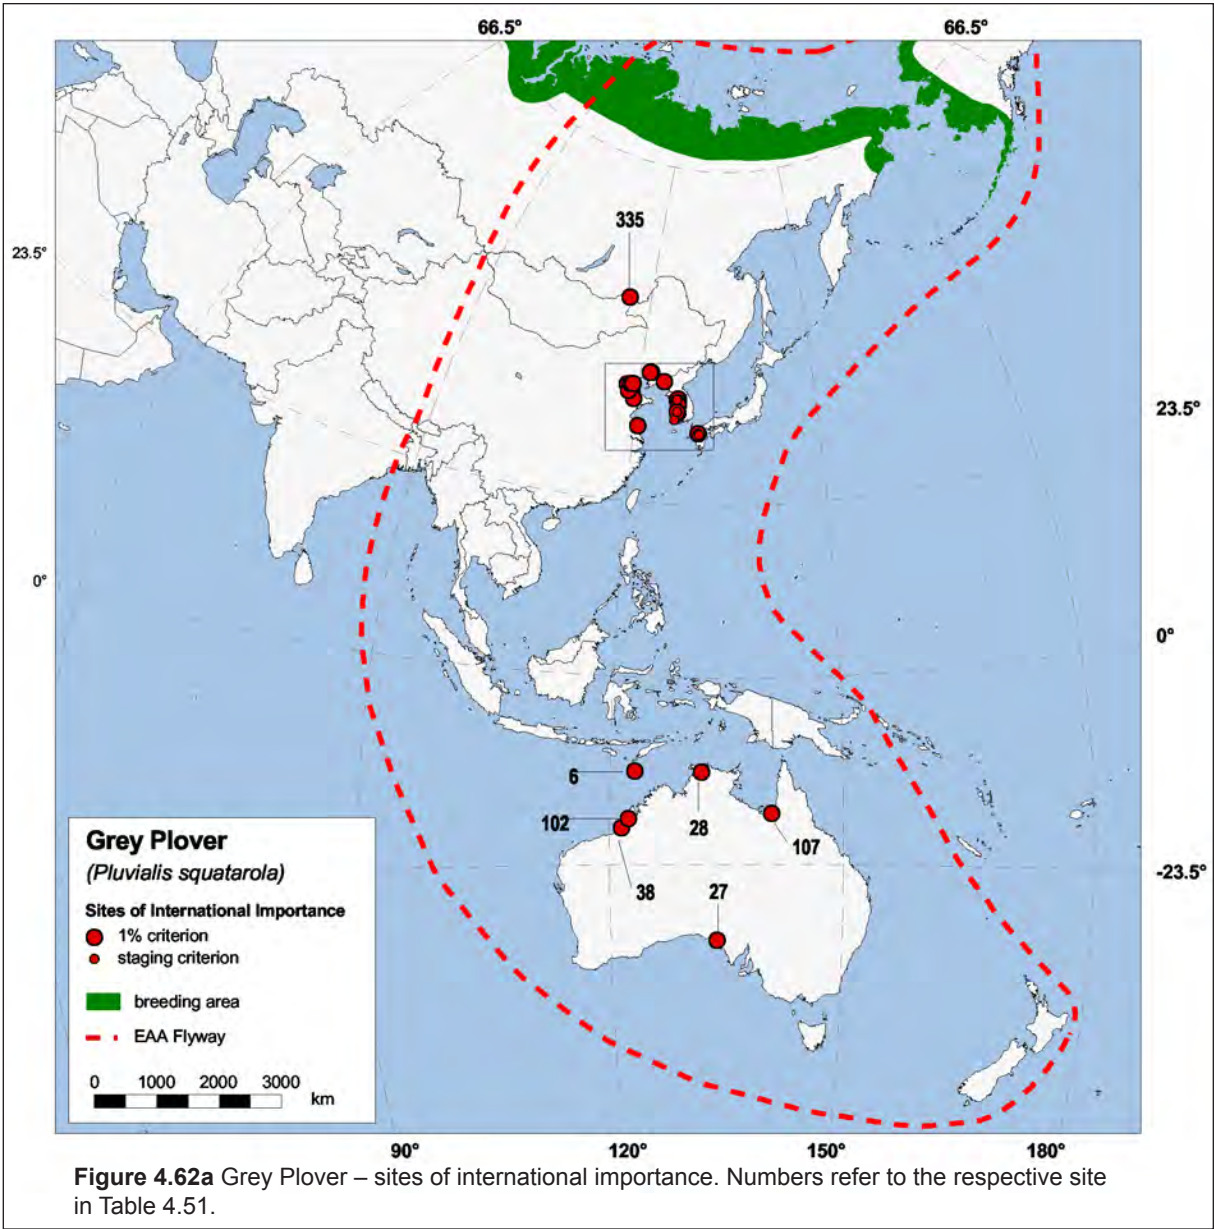 66.5°
66.5°
335
23.5°
23.5°
0°
0°
6
102
28
107
-23.5°
38
27
Grey Plover
(Pluvialis squatarola)
Sites of International Importance
1% criterion
staging criterion
breeding area
EAA Flyway
0 1000 2000 3000
km
90°
120°
150°
180°
Figure 4.62a Grey Plover – sites of international importance. Numbers refer to the respective site
in Table 4.51.